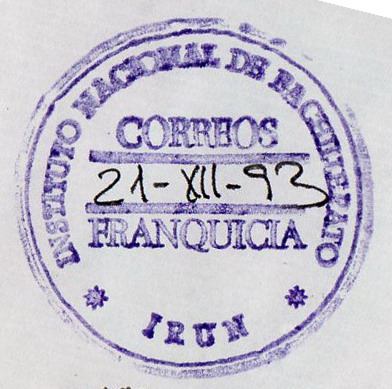 INSTITUTO NACIONAL DE BACHILLERATO
CORREOS
21-XII-93
FRANQUICIA
* IRUN *